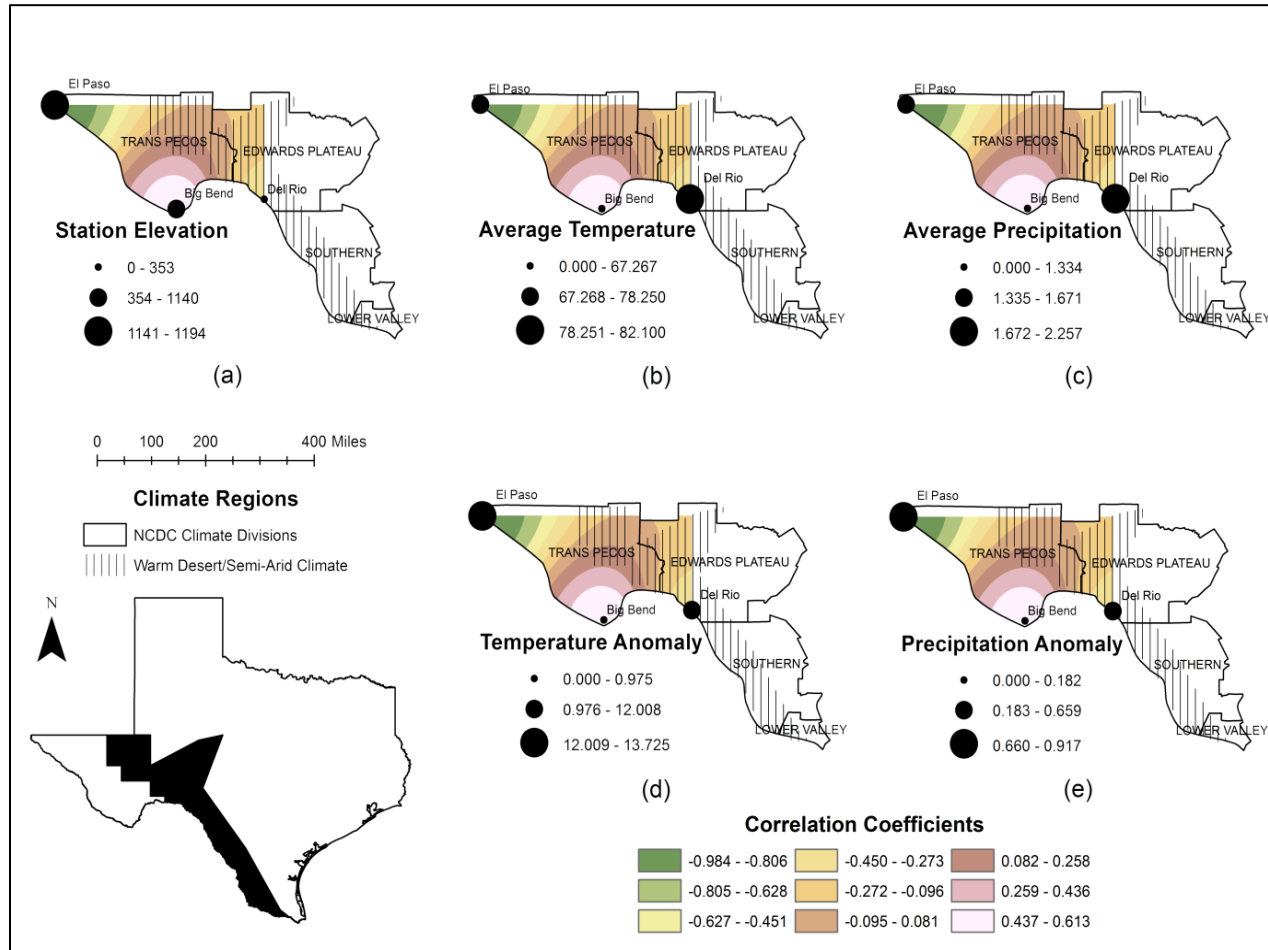 El Paso
TRANS PECOS
EDWARDS PLATEAU
Big Bend
Del Rio
SOUTHERN
LOWER VALLEY
Station Elevation
0 - 353
354 - 1140
1141 - 1194
(a)
El Paso
TRANS PECOS
EDWARDS PLATEAU
Del Rio
Big Bend
SOUTHERN
LOWER VALLEY
Average Temperature
0.000 - 67.267
67.268 - 78.250
78.251 - 82.100
(b)
El Paso
TRANS PECOS
EDWARDS PLATEAU
Del Rio
Big Bend
SOUTHERN
LOWER VALLEY
Average Precipitation
0.000 - 1.334
1.335 - 1.671
1.672 - 2.257
(c)
0 100 200 400 Miles
Climate Regions
NCDC Climate Divisions
Warm Desert/Semi-Arid Climate
N
El Paso
TRANS PECOS
EDWARDS PLATEAU
Del Rio
Big Bend
SOUTHERN
LOWER VALLEY
Temperature Anomaly
0.000 - 0.975
0.976 - 12.008
12.009 - 13.725
(d)
El Paso
TRANS PECOS
EDWARDS PLATEAU
Del Rio
Big Bend
SOUTHERN
LOWER VALLEY
Precipitation Anomaly
0.000 - 0.182
0.183 - 0.659
0.660 - 0.917
(e)
Correlation Coefficients
-0.984 - -0.806 -0.450 - -0.273 0.082 - 0.258
-0.805 - -0.628 -0.272 - -0.096 0.259 - 0.436
-0.627 - -0.451 -0.095 - 0.081 0.437 - 0.613